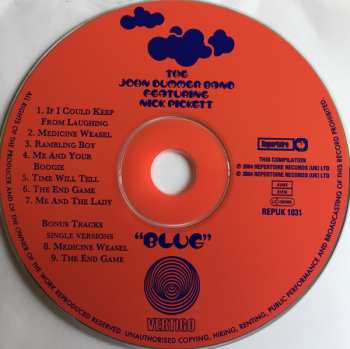 THE
JOHN DUMMER BAND
FEATURING
NICK PICKETT
1. IF I COULD KEEP
FROM LAUGHING
2. MEDICINE WEASEL
3. RAMBLING BOY
4. ME AND YOUR
BOOGIE
5. TIME WILL TELL
6. THE END GAME
7. ME AND THE LADY
BONUS TRACKS
SINGLE VERSIONS
8. MEDICINE WEASEL
9. THE END GAME
Repertoire
THIS COMPILATION
℗ 2004 REPERTOIRE RECORDS (UK) LTD
© 2004 REPERTOIRE RECORDS (UK) LTD
REPUK 1031
"BLUE"
VERTIGO
ALL RIGHTS OF THE PRODUCER AND OF THE OWNER OF THE WORK REPRODUCED RESERVED. UNAUTHORISED COPYING, HIRING, RENTING, PUBLIC PERFORMANCE AND BROADCASTING OF THIS RECORD PROHIBITED.